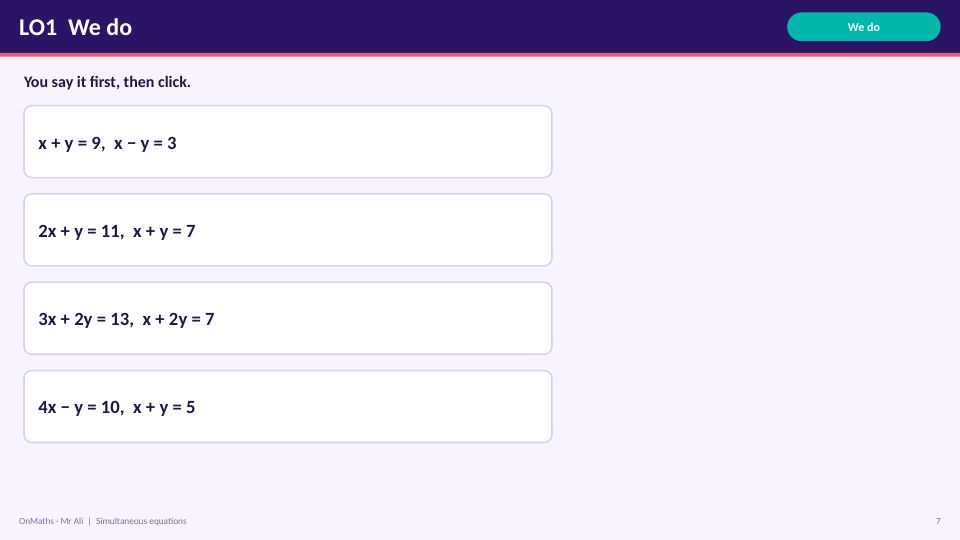 LO1  We do
We do
You say it first, then click.
x + y = 9,  x − y = 3
2x + y = 11,  x + y = 7
3x + 2y = 13,  x + 2y = 7
4x − y = 10,  x + y = 5
OnMaths - Mr Ali  |  Simultaneous equations
7